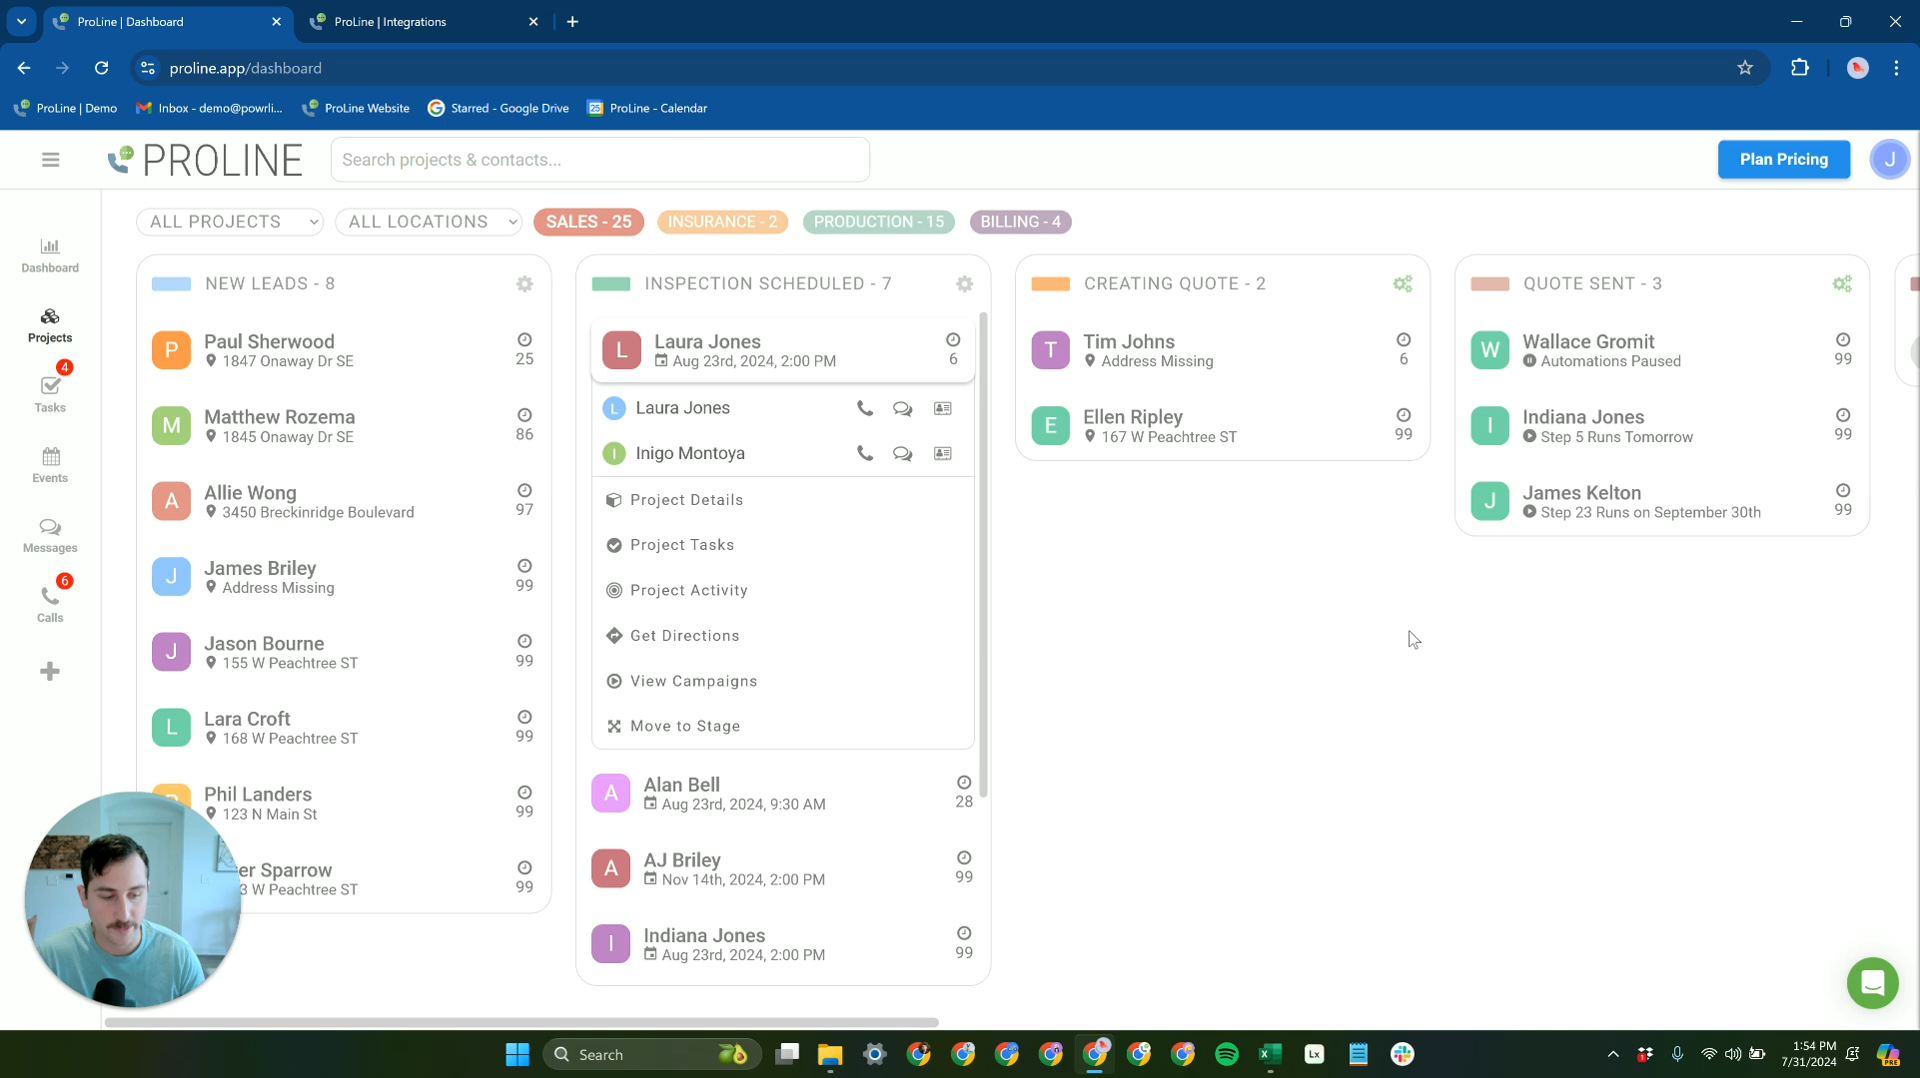 ProLine | Dashboard
ProLine | Integrations
proline.app/dashboard
ProLine | Demo
Inbox - demo@powrli...
ProLine Website
Starred - Google Drive
ProLine - Calendar
PROLINE
Search projects & contacts...
Plan Pricing
J
ALL PROJECTS
ALL LOCATIONS
SALES - 25
INSURANCE - 2
PRODUCTION - 15
BILLING - 4
Dashboard
Projects
4
Tasks
Events
Messages
6
Calls
NEW LEADS - 8
P
Paul Sherwood
1847 Onaway Dr SE
25
M
Matthew Rozema
1845 Onaway Dr SE
86
A
Allie Wong
3450 Breckinridge Boulevard
97
J
James Briley
Address Missing
99
J
Jason Bourne
155 W Peachtree ST
99
L
Lara Croft
168 W Peachtree ST
99
Phil Landers
123 N Main St
99
er Sparrow
3 W Peachtree ST
99
INSPECTION SCHEDULED - 7
L
Laura Jones
Aug 23rd, 2024, 2:00 PM
6
L
Laura Jones
I
Inigo Montoya
Project Details
Project Tasks
Project Activity
Get Directions
View Campaigns
Move to Stage
A
Alan Bell
Aug 23rd, 2024, 9:30 AM
28
A
AJ Briley
Nov 14th, 2024, 2:00 PM
99
I
Indiana Jones
Aug 23rd, 2024, 2:00 PM
99
CREATING QUOTE - 2
T
Tim Johns
Address Missing
6
E
Ellen Ripley
167 W Peachtree ST
99
QUOTE SENT - 3
W
Wallace Gromit
Automations Paused
99
I
Indiana Jones
Step 5 Runs Tomorrow
99
J
James Kelton
Step 23 Runs on September 30th
99
Search
Lx
1:54 PM
7/31/2024
PRE